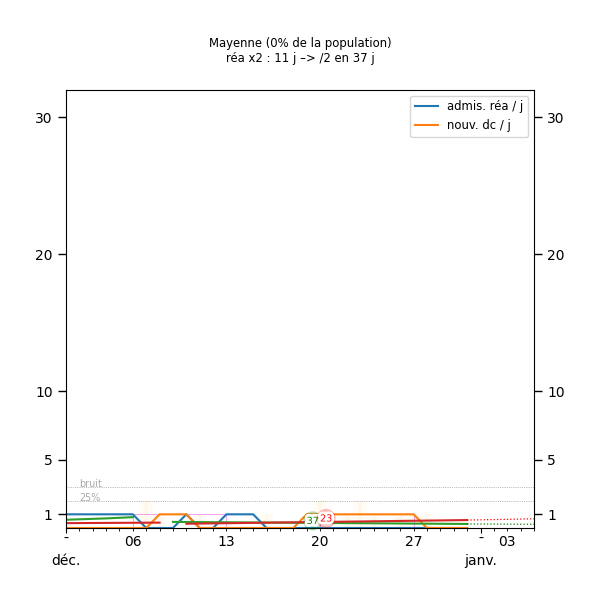 Mayenne (0% de la population)
réa x2 : 11 j –> /2 en 37 j
admis. réa / j
nouv. dc / j
30 30
20 20
10 10
5 5
bruit
25%
1 37 23 1
- 06 13 20 27 - 03
déc. janv.